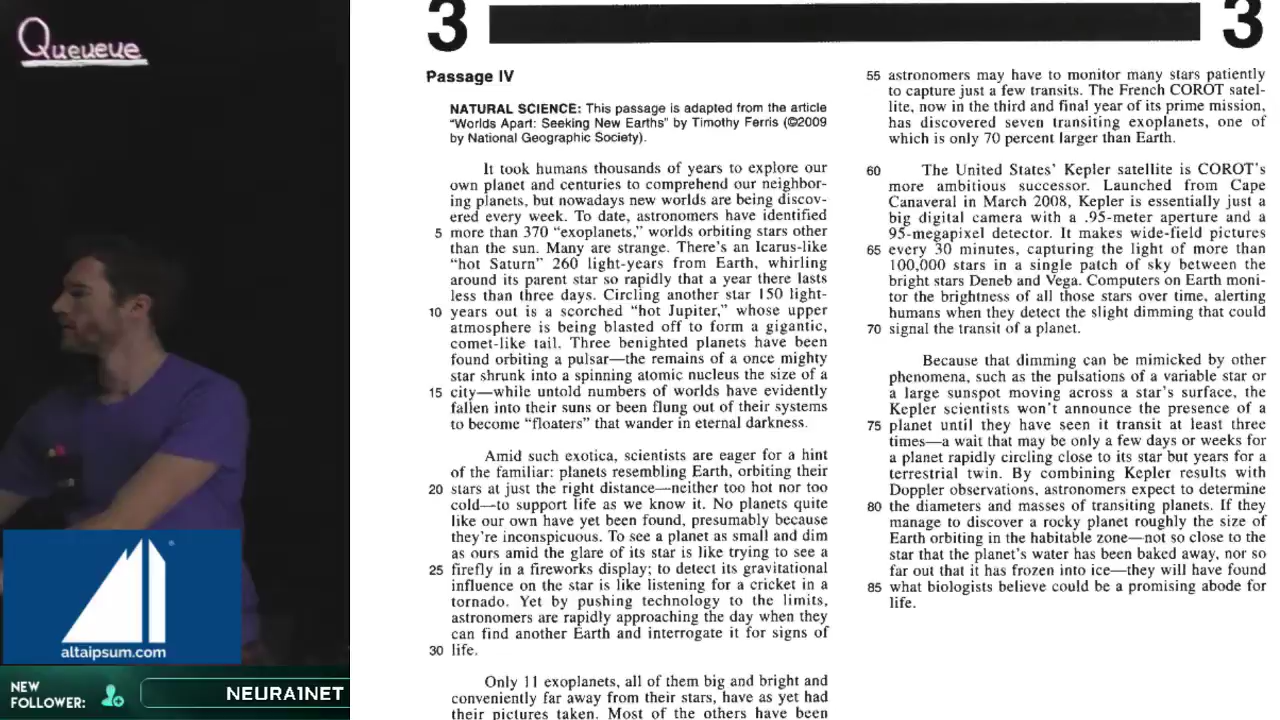 Queueue
altaipsum.com
NEW
FOLLOWER:
NEURA1NET
3
3
Passage IV
NATURAL SCIENCE: This passage is adapted from the article
“Worlds Apart: Seeking New Earths” by Timothy Ferris (©2009
by National Geographic Society).
It took humans thousands of years to explore our
own planet and centuries to comprehend our neighbor-
ing planets, but nowadays new worlds are being discov-
ered every week. To date, astronomers have identified
5 more than 370 “exoplanets,” worlds orbiting stars other
than the sun. Many are strange. There’s an Icarus-like
“hot Saturn” 260 light-years from Earth, whirling
around its parent star so rapidly that a year there lasts
less than three days. Circling another star 150 light-
10 years out is a scorched “hot Jupiter,” whose upper
atmosphere is being blasted off to form a gigantic,
comet-like tail. Three benighted planets have been
found orbiting a pulsar—the remains of a once mighty
star shrunk into a spinning atomic nucleus the size of a
15 city—while untold numbers of worlds have evidently
fallen into their suns or been flung out of their systems
to become “floaters” that wander in eternal darkness.
Amid such exotica, scientists are eager for a hint
of the familiar: planets resembling Earth, orbiting their
20 stars at just the right distance—neither too hot nor too
cold—to support life as we know it. No planets quite
like our own have yet been found, presumably because
they’re inconspicuous. To see a planet as small and dim
as ours amid the glare of its star is like trying to see a
25 firefly in a fireworks display; to detect its gravitational
influence on the star is like listening for a cricket in a
tornado. Yet by pushing technology to the limits,
astronomers are rapidly approaching the day when they
can find another Earth and interrogate it for signs of
30 life.
Only 11 exoplanets, all of them big and bright and
conveniently far away from their stars, have as yet had
their pictures taken. Most of the others have been
55 astronomers may have to monitor many stars patiently
to capture just a few transits. The French COROT satel-
lite, now in the third and final year of its prime mission,
has discovered seven transiting exoplanets, one of
which is only 70 percent larger than Earth.
60 The United States’ Kepler satellite is COROT’s
more ambitious successor. Launched from Cape
Canaveral in March 2008, Kepler is essentially just a
big digital camera with a .95-meter aperture and a
95-megapixel detector. It makes wide-field pictures
65 every 30 minutes, capturing the light of more than
100,000 stars in a single patch of sky between the
bright stars Deneb and Vega. Computers on Earth moni-
tor the brightness of all those stars over time, alerting
humans when they detect the slight dimming that could
70 signal the transit of a planet.
Because that dimming can be mimicked by other
phenomena, such as the pulsations of a variable star or
a large sunspot moving across a star’s surface, the
Kepler scientists won’t announce the presence of a
75 planet until they have seen it transit at least three
times—a wait that may be only a few days or weeks for
a planet rapidly circling close to its star but years for a
terrestrial twin. By combining Kepler results with
Doppler observations, astronomers expect to determine
80 the diameters and masses of transiting planets. If they
manage to discover a rocky planet roughly the size of
Earth orbiting in the habitable zone—not so close to the
star that the planet’s water has been baked away, nor so
far out that it has frozen into ice—they will have found
85 what biologists believe could be a promising abode for
life.